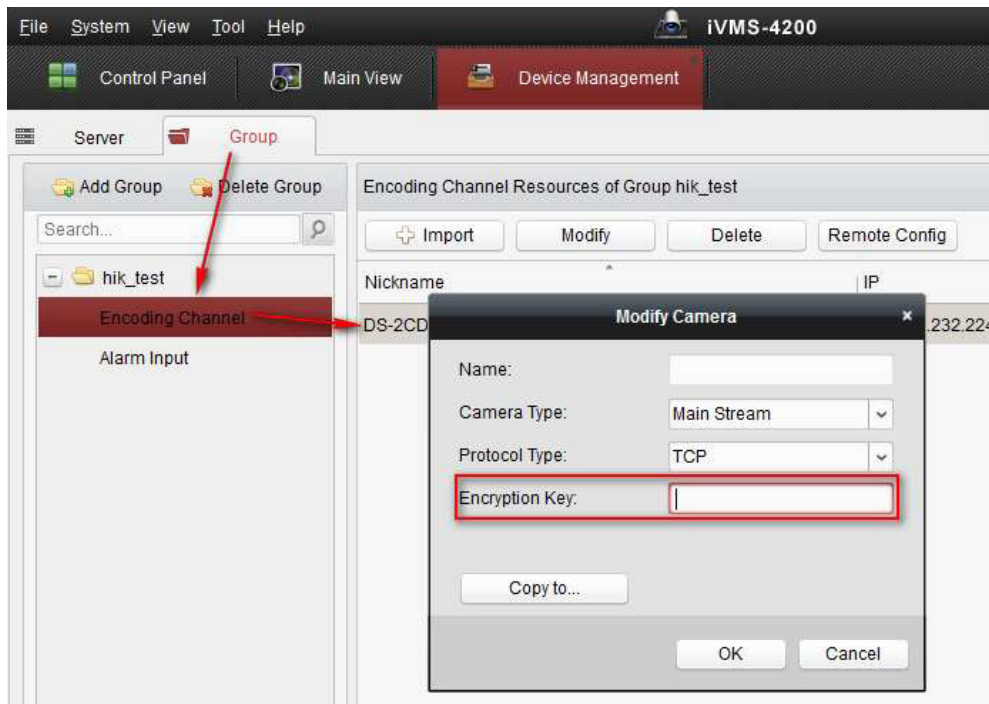 File System View Tool Help iVMS-4200
Control Panel Main View Device Management
Server Group
Add Group Delete Group
Search...
hik_test
Encoding Channel
Alarm Input
Encoding Channel Resources of Group hik_test
Import Modify Delete Remote Config
Nickname IP
DS-2CD .232.224
Modify Camera ×
Name:
Camera Type: Main Stream
Protocol Type: TCP
Encryption Key:
Copy to...
OK Cancel